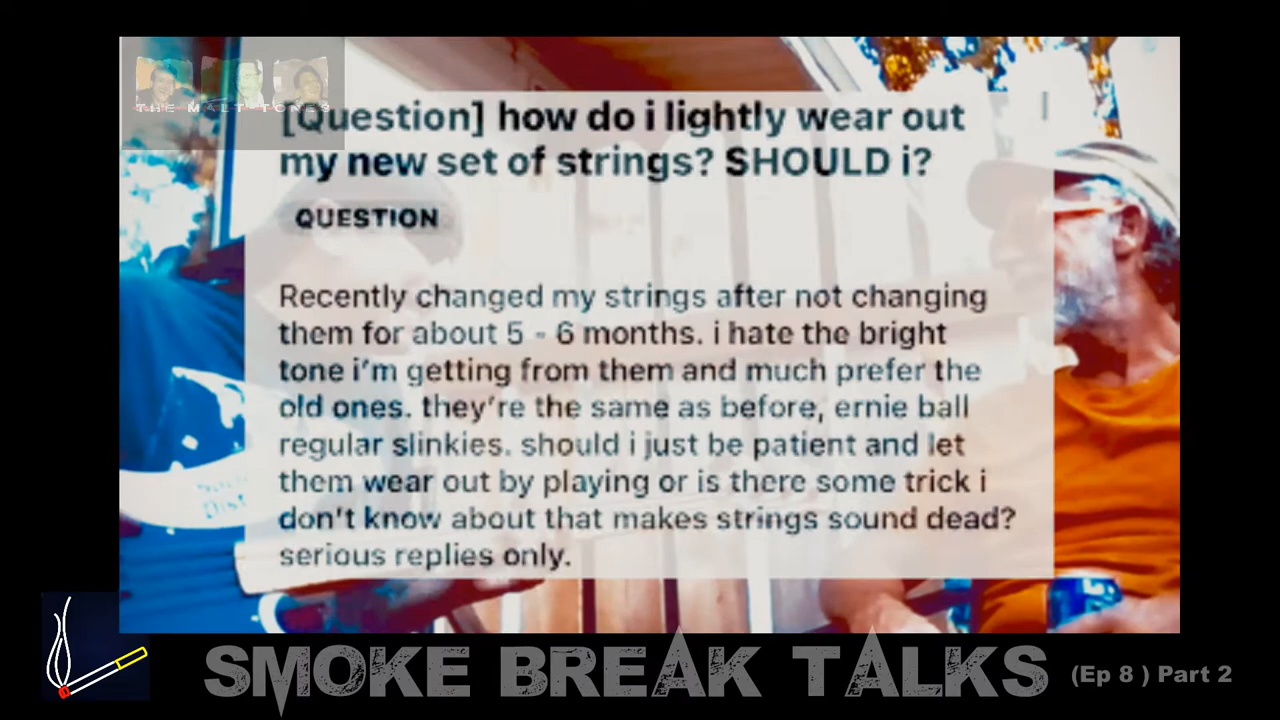 THE MALT-TONES
[Question] how do i lightly wear out
my new set of strings? SHOULD i?
QUESTION
Recently changed my strings after not changing
them for about 5 - 6 months. i hate the bright
tone i'm getting from them and much prefer the
old ones. they're the same as before, ernie ball
regular slinkies. should i just be patient and let
them wear out by playing or is there some trick i
don't know about that makes strings sound dead?
serious replies only.
SMOKE BREAK TALKS (Ep 8 ) Part 2